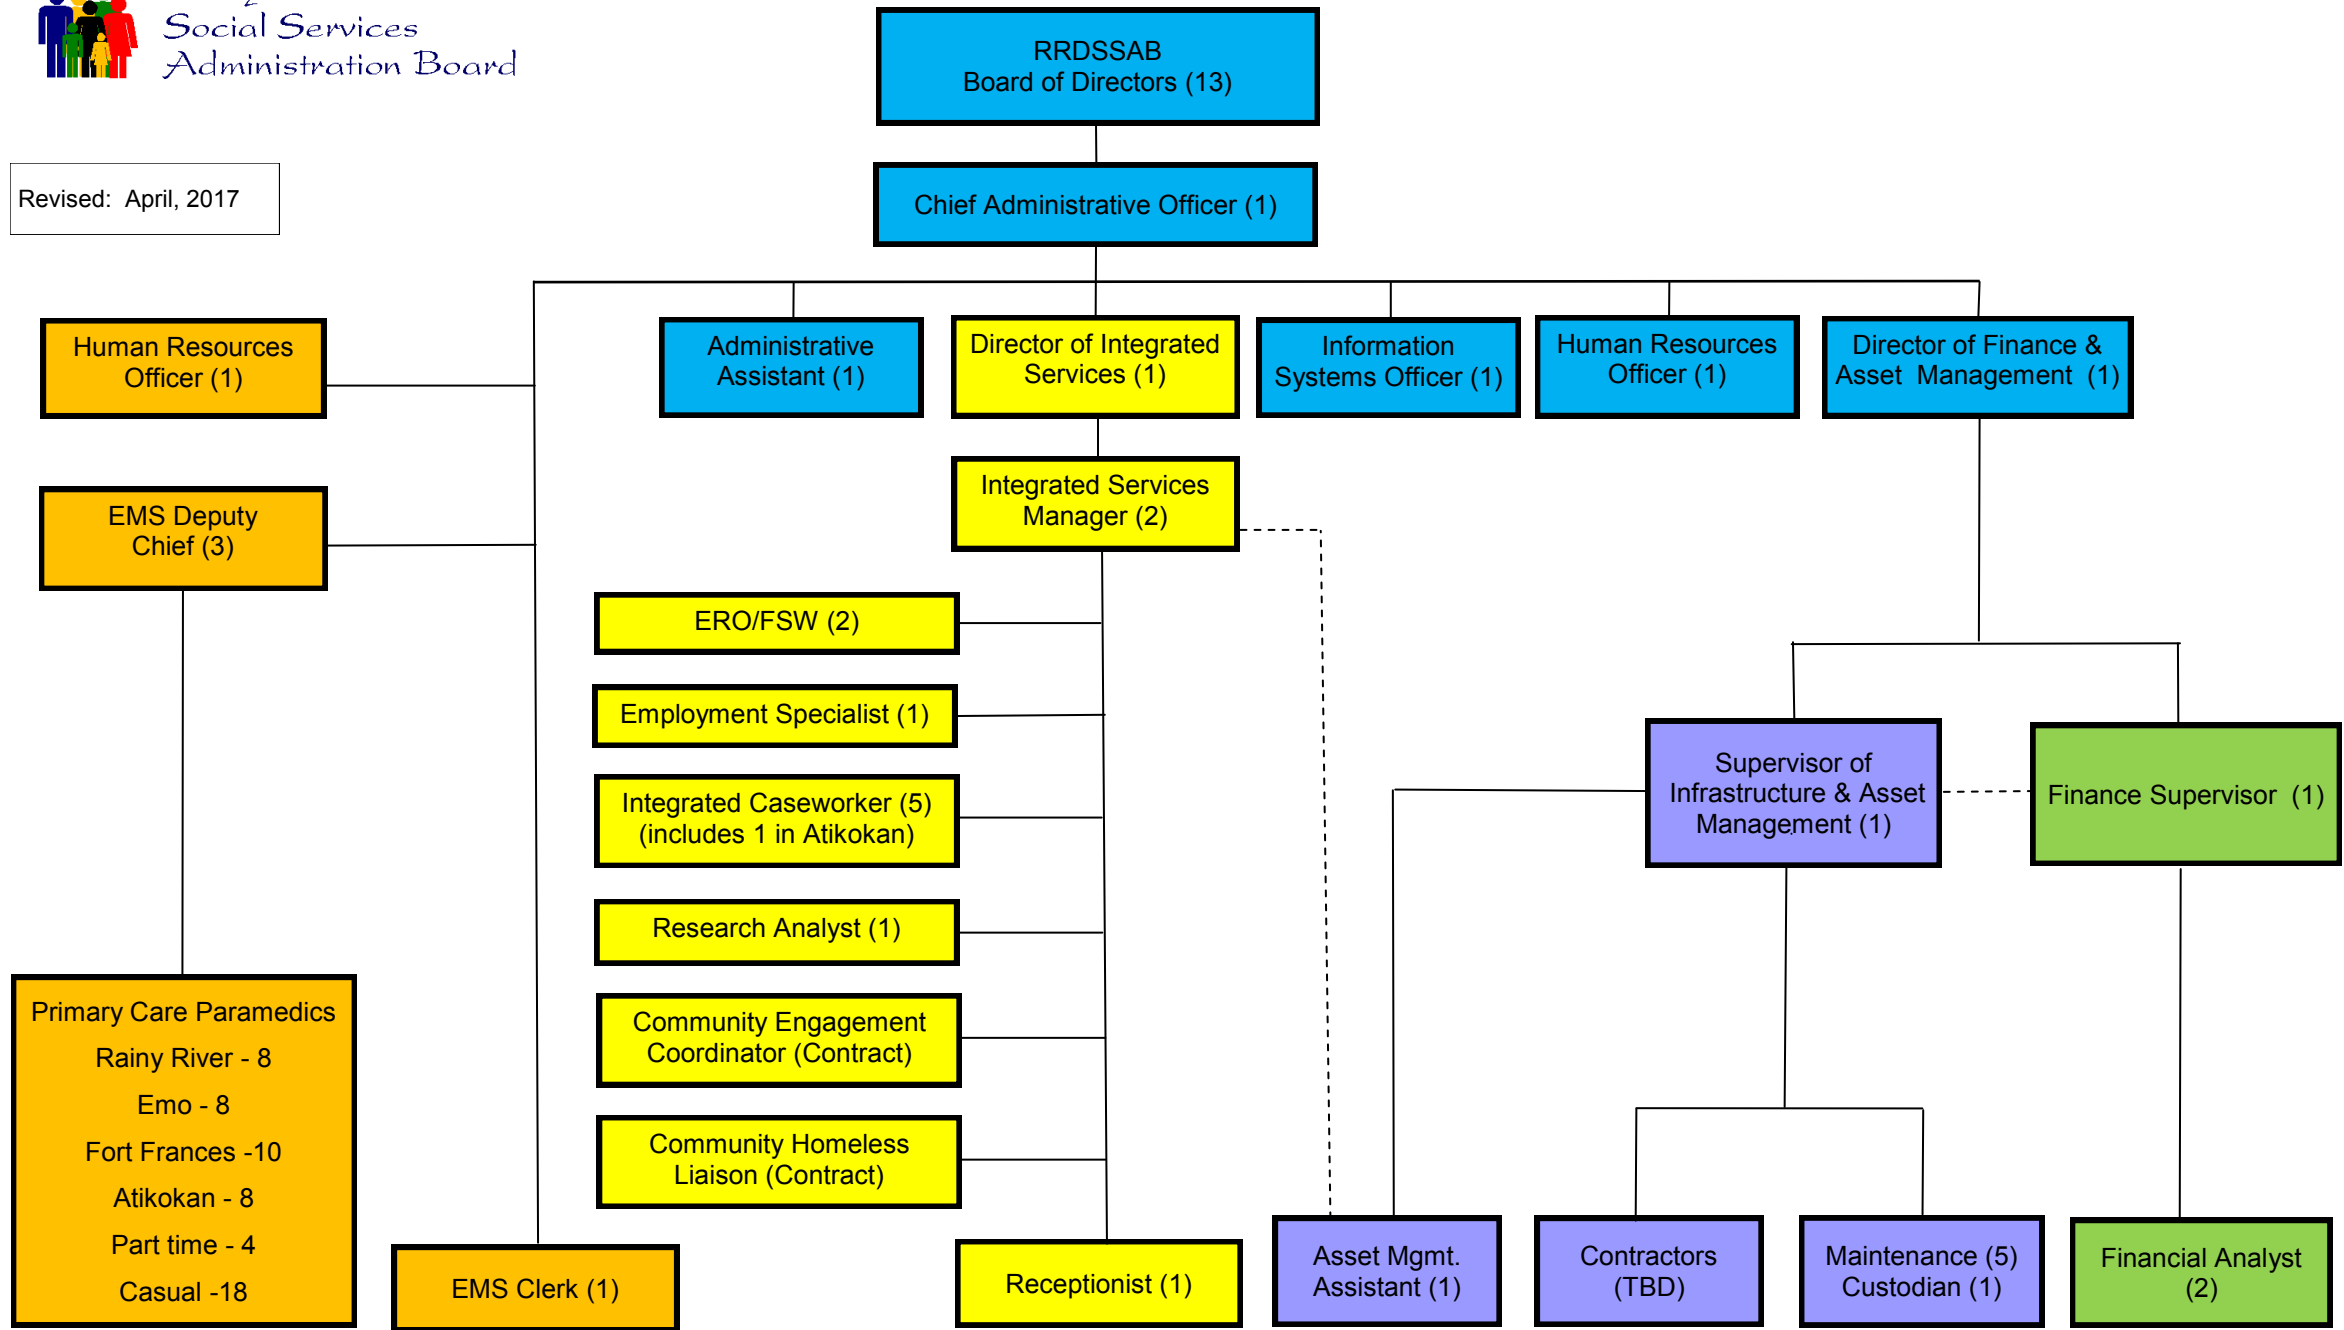 Social Services
Administration Board
RRDSSAB
Board of Directors (13)
Revised:  April, 2017
Chief Administrative Officer (1)
Human Resources
Officer (1)
Administrative
Assistant (1)
Director of Integrated
Services (1)
Information
Systems Officer (1)
Human Resources
Officer (1)
Director of Finance &
Asset  Management  (1)
Integrated Services
Manager (2)
EMS Deputy
Chief (3)
ERO/FSW (2)
Employment Specialist (1)
Integrated Caseworker (5)
(includes 1 in Atikokan)
Research Analyst (1)
Community Engagement
Coordinator (Contract)
Community Homeless
Liaison (Contract)
Supervisor of
Infrastructure & Asset
Management (1)
Finance Supervisor  (1)
Primary Care Paramedics
Rainy River - 8
Emo - 8
Fort Frances -10
Atikokan - 8
Part time - 4
Casual -18
EMS Clerk (1)
Receptionist (1)
Asset Mgmt.
Assistant (1)
Contractors
(TBD)
Maintenance (5)
Custodian (1)
Financial Analyst
(2)